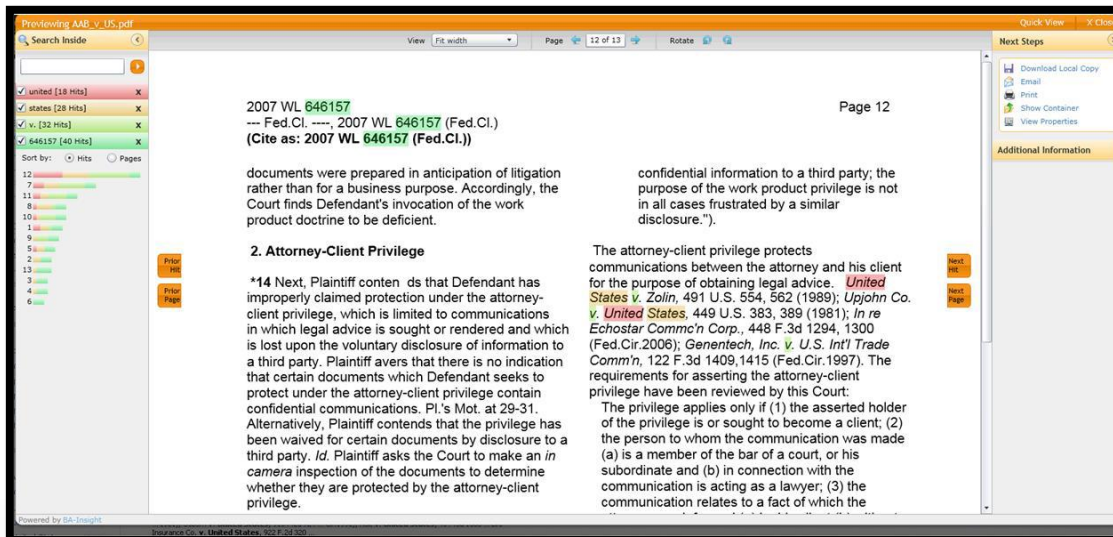 Previewing AAB_v_US.pdf
Quick View X Close
Search Inside
View Fit width Page 12 of 13 Rotate
Next Steps
united [18 Hits] X
states [28 Hits] X
v. [32 Hits] X
646157 [40 Hits] X
Sort by: Hits Pages
12
7
11
8
10
1
9
5
2
13
3
4
6
Prior Hit
Prior Page
2007 WL 646157 Page 12
--- Fed.Cl. ----, 2007 WL 646157 (Fed.Cl.)
(Cite as: 2007 WL 646157 (Fed.Cl.))
documents were prepared in anticipation of litigation
rather than for a business purpose. Accordingly, the
Court finds Defendant's invocation of the work
product doctrine to be deficient.
2. Attorney-Client Privilege
*14 Next, Plaintiff conten ds that Defendant has
improperly claimed protection under the attorney-
client privilege, which is limited to communications
in which legal advice is sought or rendered and which
is lost upon the voluntary disclosure of information to
a third party. Plaintiff avers that there is no indication
that certain documents which Defendant seeks to
protect under the attorney-client privilege contain
confidential communications. Pl.'s Mot. at 29-31.
Alternatively, Plaintiff contends that the privilege has
been waived for certain documents by disclosure to a
third party. Id. Plaintiff asks the Court to make an in
camera inspection of the documents to determine
whether they are protected by the attorney-client
privilege.
confidential information to a third party; the
purpose of the work product privilege is not
in all cases frustrated by a similar
disclosure.").
The attorney-client privilege protects
communications between the attorney and his client
for the purpose of obtaining legal advice. United
States v. Zolin, 491 U.S. 554, 562 (1989); Upjohn Co.
v. United States, 449 U.S. 383, 389 (1981); In re
Echostar Commc'n Corp., 448 F.3d 1294, 1300
(Fed.Cir.2006); Genentech, Inc. v. U.S. Int'l Trade
Comm'n, 122 F.3d 1409,1415 (Fed.Cir.1997). The
requirements for asserting the attorney-client
privilege have been reviewed by this Court:
The privilege applies only if (1) the asserted holder
of the privilege is or sought to become a client; (2)
the person to whom the communication was made
(a) is a member of the bar of a court, or his
subordinate and (b) in connection with the
communication is acting as a lawyer; (3) the
communication relates to a fact of which the
Next Hit
Next Page
Download Local Copy
Email
Print
Show Container
View Properties
Additional Information
Powered by BA-Insight
Insurance Co. v. United States, 922 F.2d 320